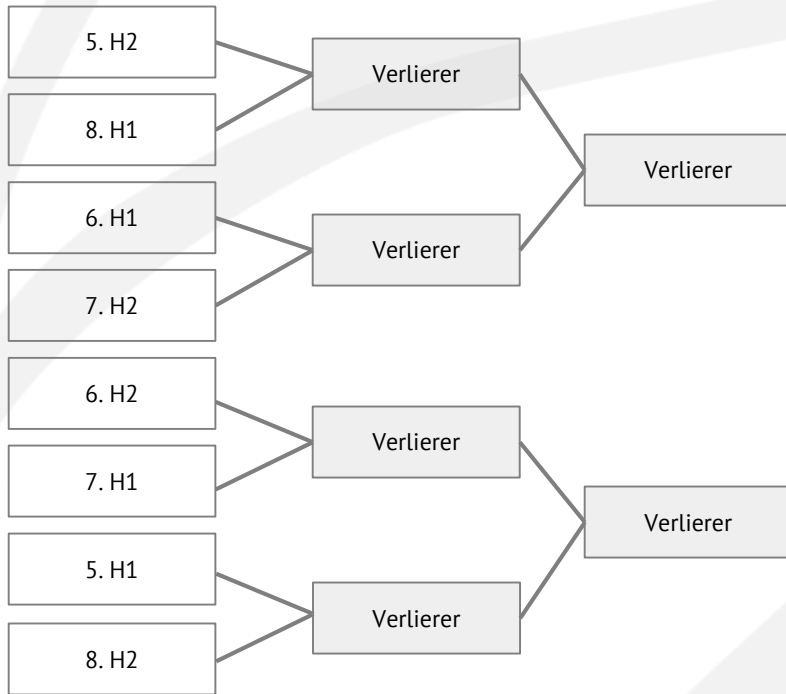 5. H2
8. H1
6. H1
7. H2
6. H2
7. H1
5. H1
8. H2
Verlierer
Verlierer
Verlierer
Verlierer
Verlierer
Verlierer